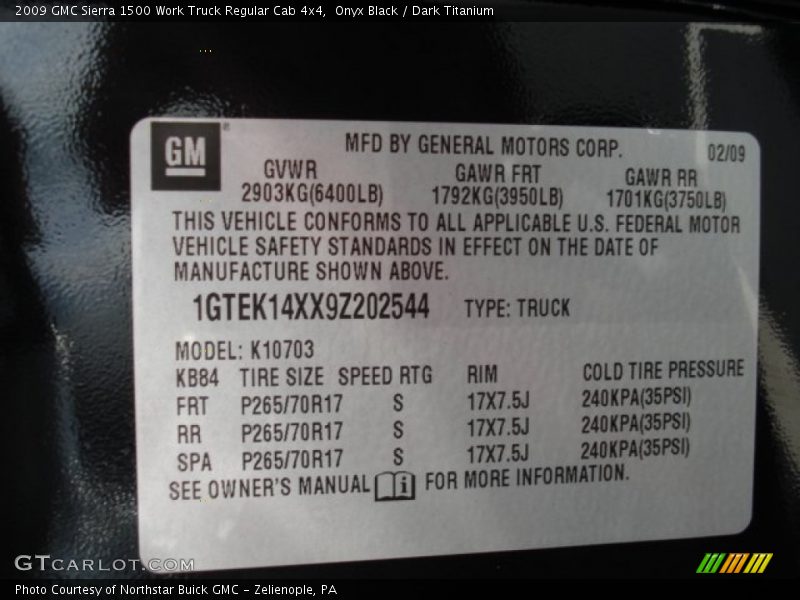 2009 GMC Sierra 1500 Work Truck Regular Cab 4x4,  Onyx Black / Dark Titanium
GM® MFD BY GENERAL MOTORS CORP. 02/09
GVWR GAWR FRT GAWR RR
2903KG(6400LB) 1792KG(3950LB) 1701KG(3750LB)
THIS VEHICLE CONFORMS TO ALL APPLICABLE U.S. FEDERAL MOTOR
VEHICLE SAFETY STANDARDS IN EFFECT ON THE DATE OF
MANUFACTURE SHOWN ABOVE.
1GTEK14XX9Z202544 TYPE: TRUCK
MODEL: K10703
KB84 TIRE SIZE SPEED RTG RIM COLD TIRE PRESSURE
FRT P265/70R17 S 17X7.5J 240KPA(35PSI)
RR P265/70R17 S 17X7.5J 240KPA(35PSI)
SPA P265/70R17 S 17X7.5J 240KPA(35PSI)
SEE OWNER'S MANUAL i FOR MORE INFORMATION.
GTCARLOT.COM
Photo Courtesy of Northstar Buick GMC - Zelienople, PA